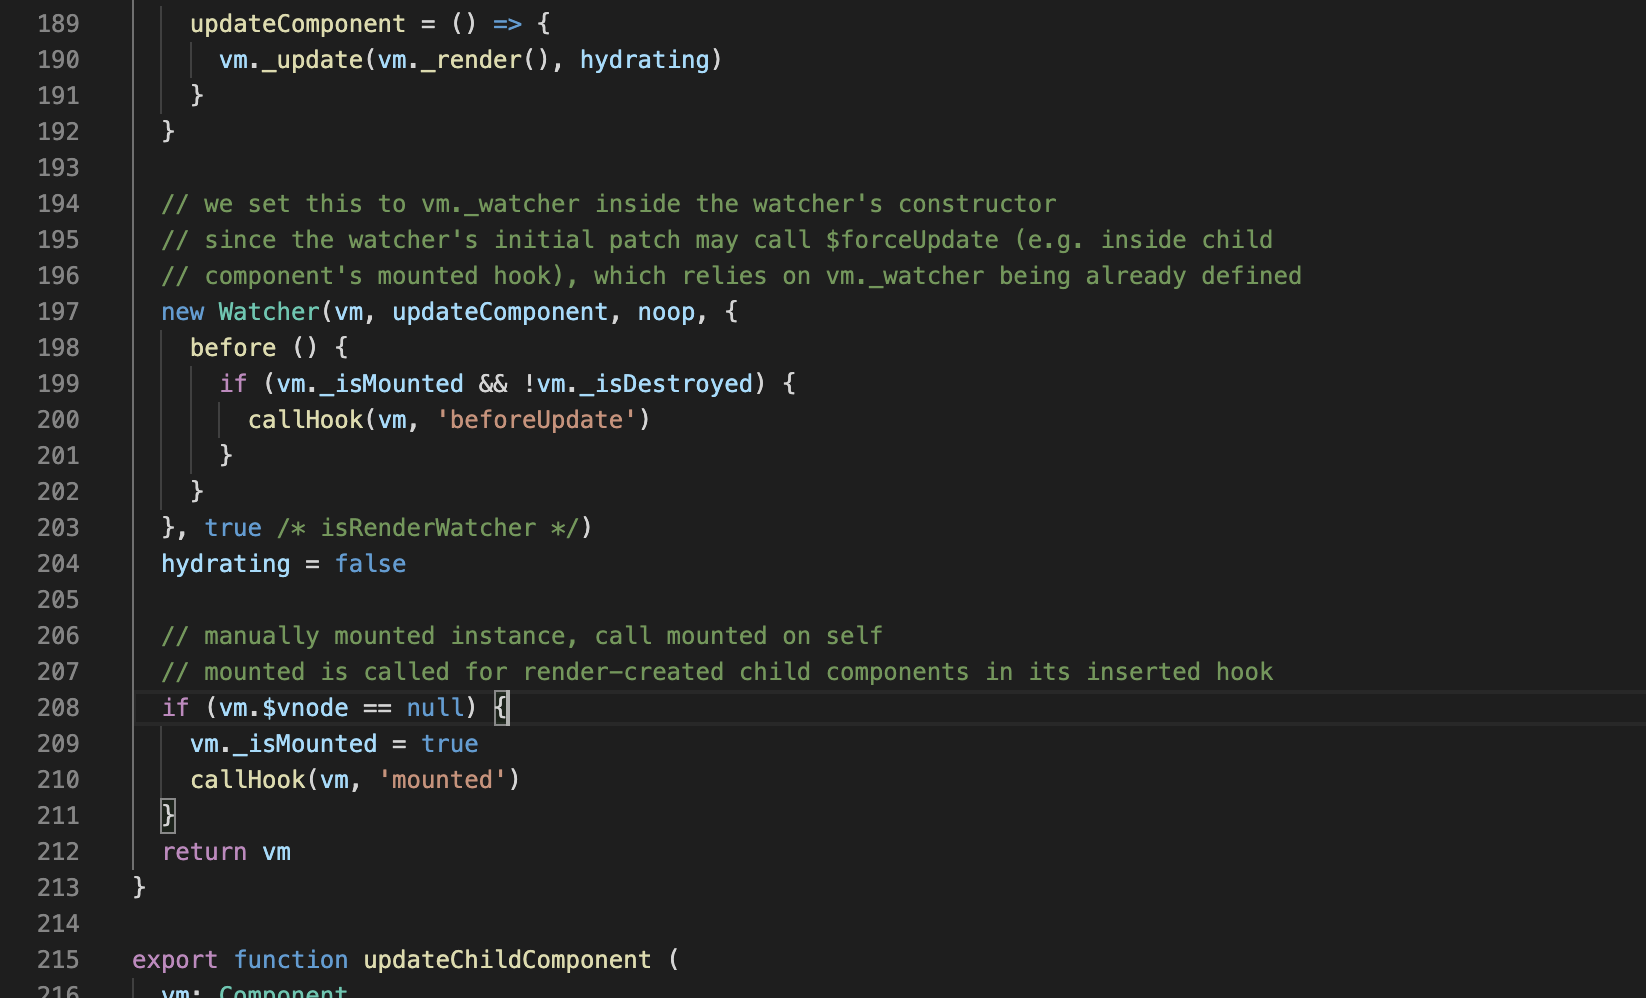 189 updateComponent = () => {
190 vm._update(vm._render(), hydrating)
191 }
192 }
193
194 // we set this to vm._watcher inside the watcher's constructor
195 // since the watcher's initial patch may call $forceUpdate (e.g. inside child
196 // component's mounted hook), which relies on vm._watcher being already defined
197 new Watcher(vm, updateComponent, noop, {
198 before () {
199 if (vm._isMounted && !vm._isDestroyed) {
200 callHook(vm, 'beforeUpdate')
201 }
202 }
203 }, true /* isRenderWatcher */)
204 hydrating = false
205
206 // manually mounted instance, call mounted on self
207 // mounted is called for render-created child components in its inserted hook
208 if (vm.$vnode == null) {
209 vm._isMounted = true
210 callHook(vm, 'mounted')
211 }
212 return vm
213 }
214
215 export function updateChildComponent (
216 vm: Component